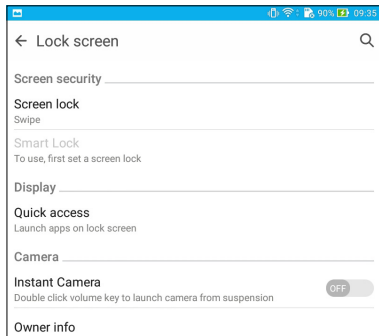 90% 09:35
Lock screen
Screen security
Screen lock
Swipe
Smart Lock
To use, first set a screen lock
Display
Quick access
Launch apps on lock screen
Camera
Instant Camera
OFF
Double click volume key to launch camera from suspension
Owner info